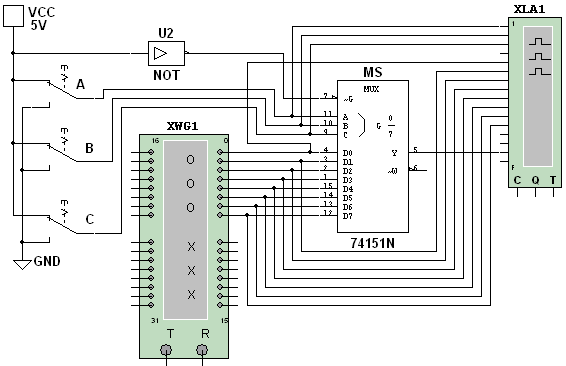 VCC
5V
XLA1
U2
NOT
1
MS
MUX
A
7
~G
11
A
10
B
9
C
G
0
7
XWG1
16
0
B
4
D0
3
D1
2
D2
1
D3
15
D4
14
D5
13
D6
12
D7
Y
5
~W
6
F
O
O
O
C Q T
C
X
X
X
74151N
GND
31
15
T R